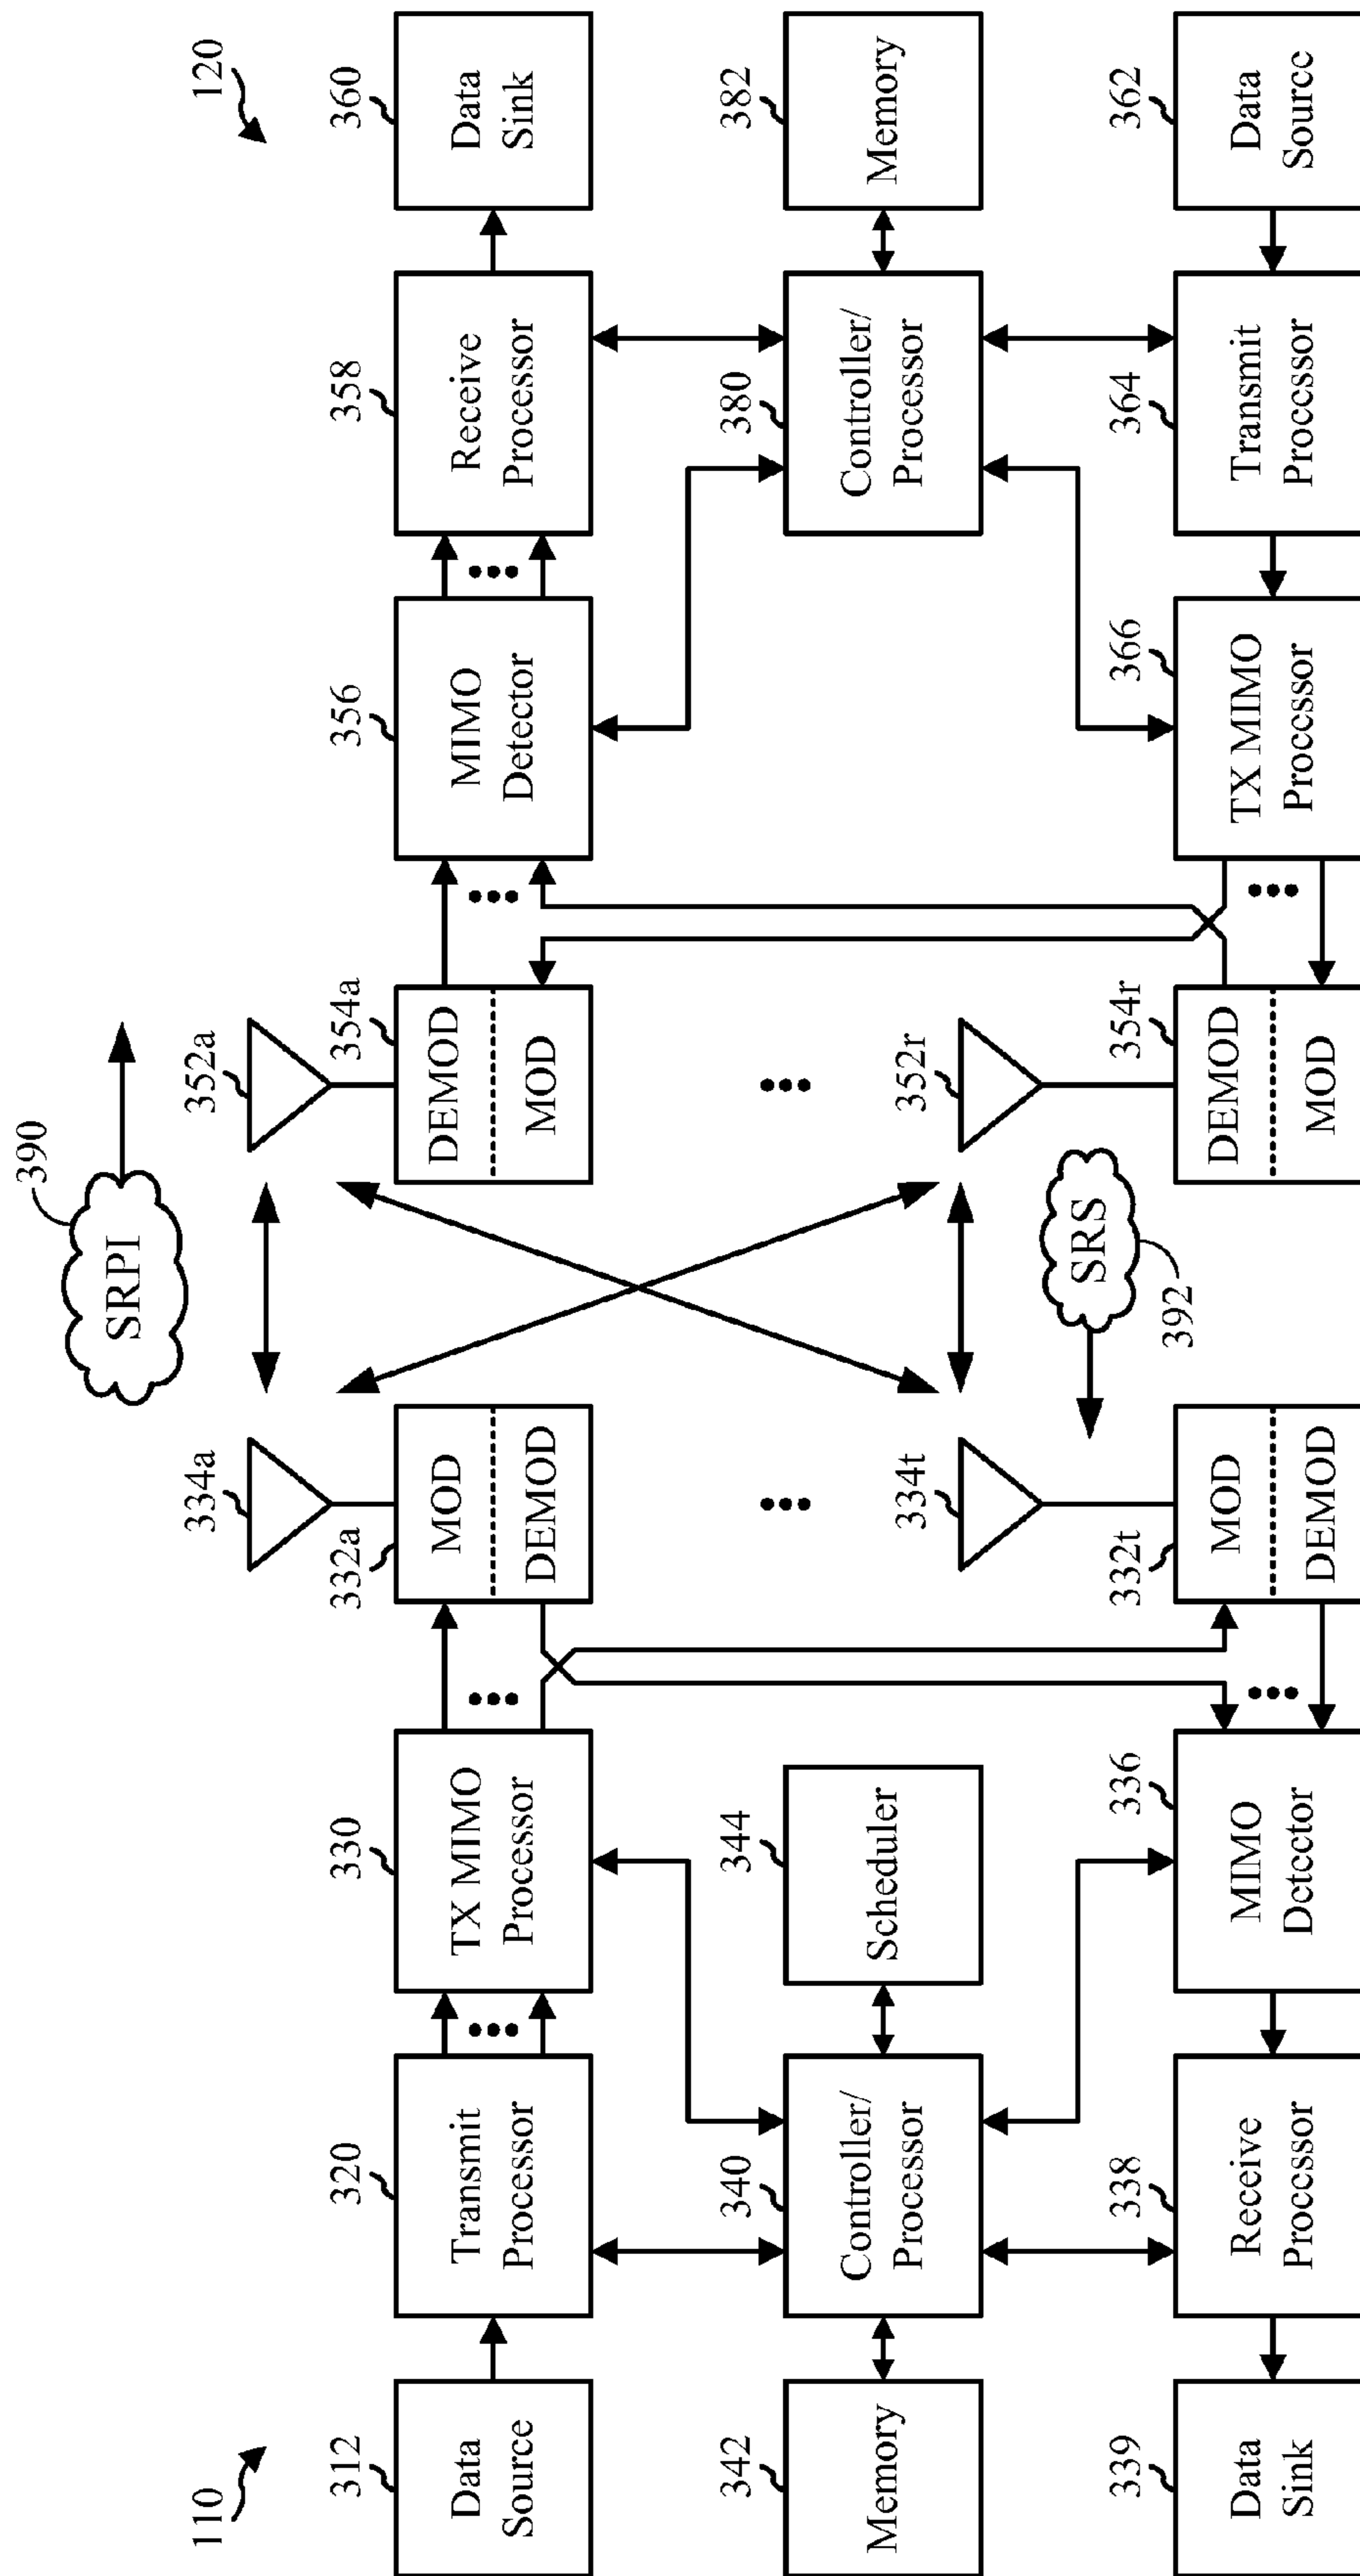 390
SRPI
110
120
334a
352a
312
320
330
332a
354a
356
358
360
Data
Source
Transmit
Processor
TX MIMO
Processor
MOD
DEMOD
DEMOD
MOD
MIMO
Detector
Receive
Processor
Data
Sink
342
340
344
334t
352r
380
382
Memory
Controller/
Processor
Scheduler
Controller/
Processor
Memory
SRS
392
339
338
336
332t
354r
366
364
362
Data
Sink
Receive
Processor
MIMO
Detector
MOD
DEMOD
DEMOD
MOD
TX MIMO
Processor
Transmit
Processor
Data
Source